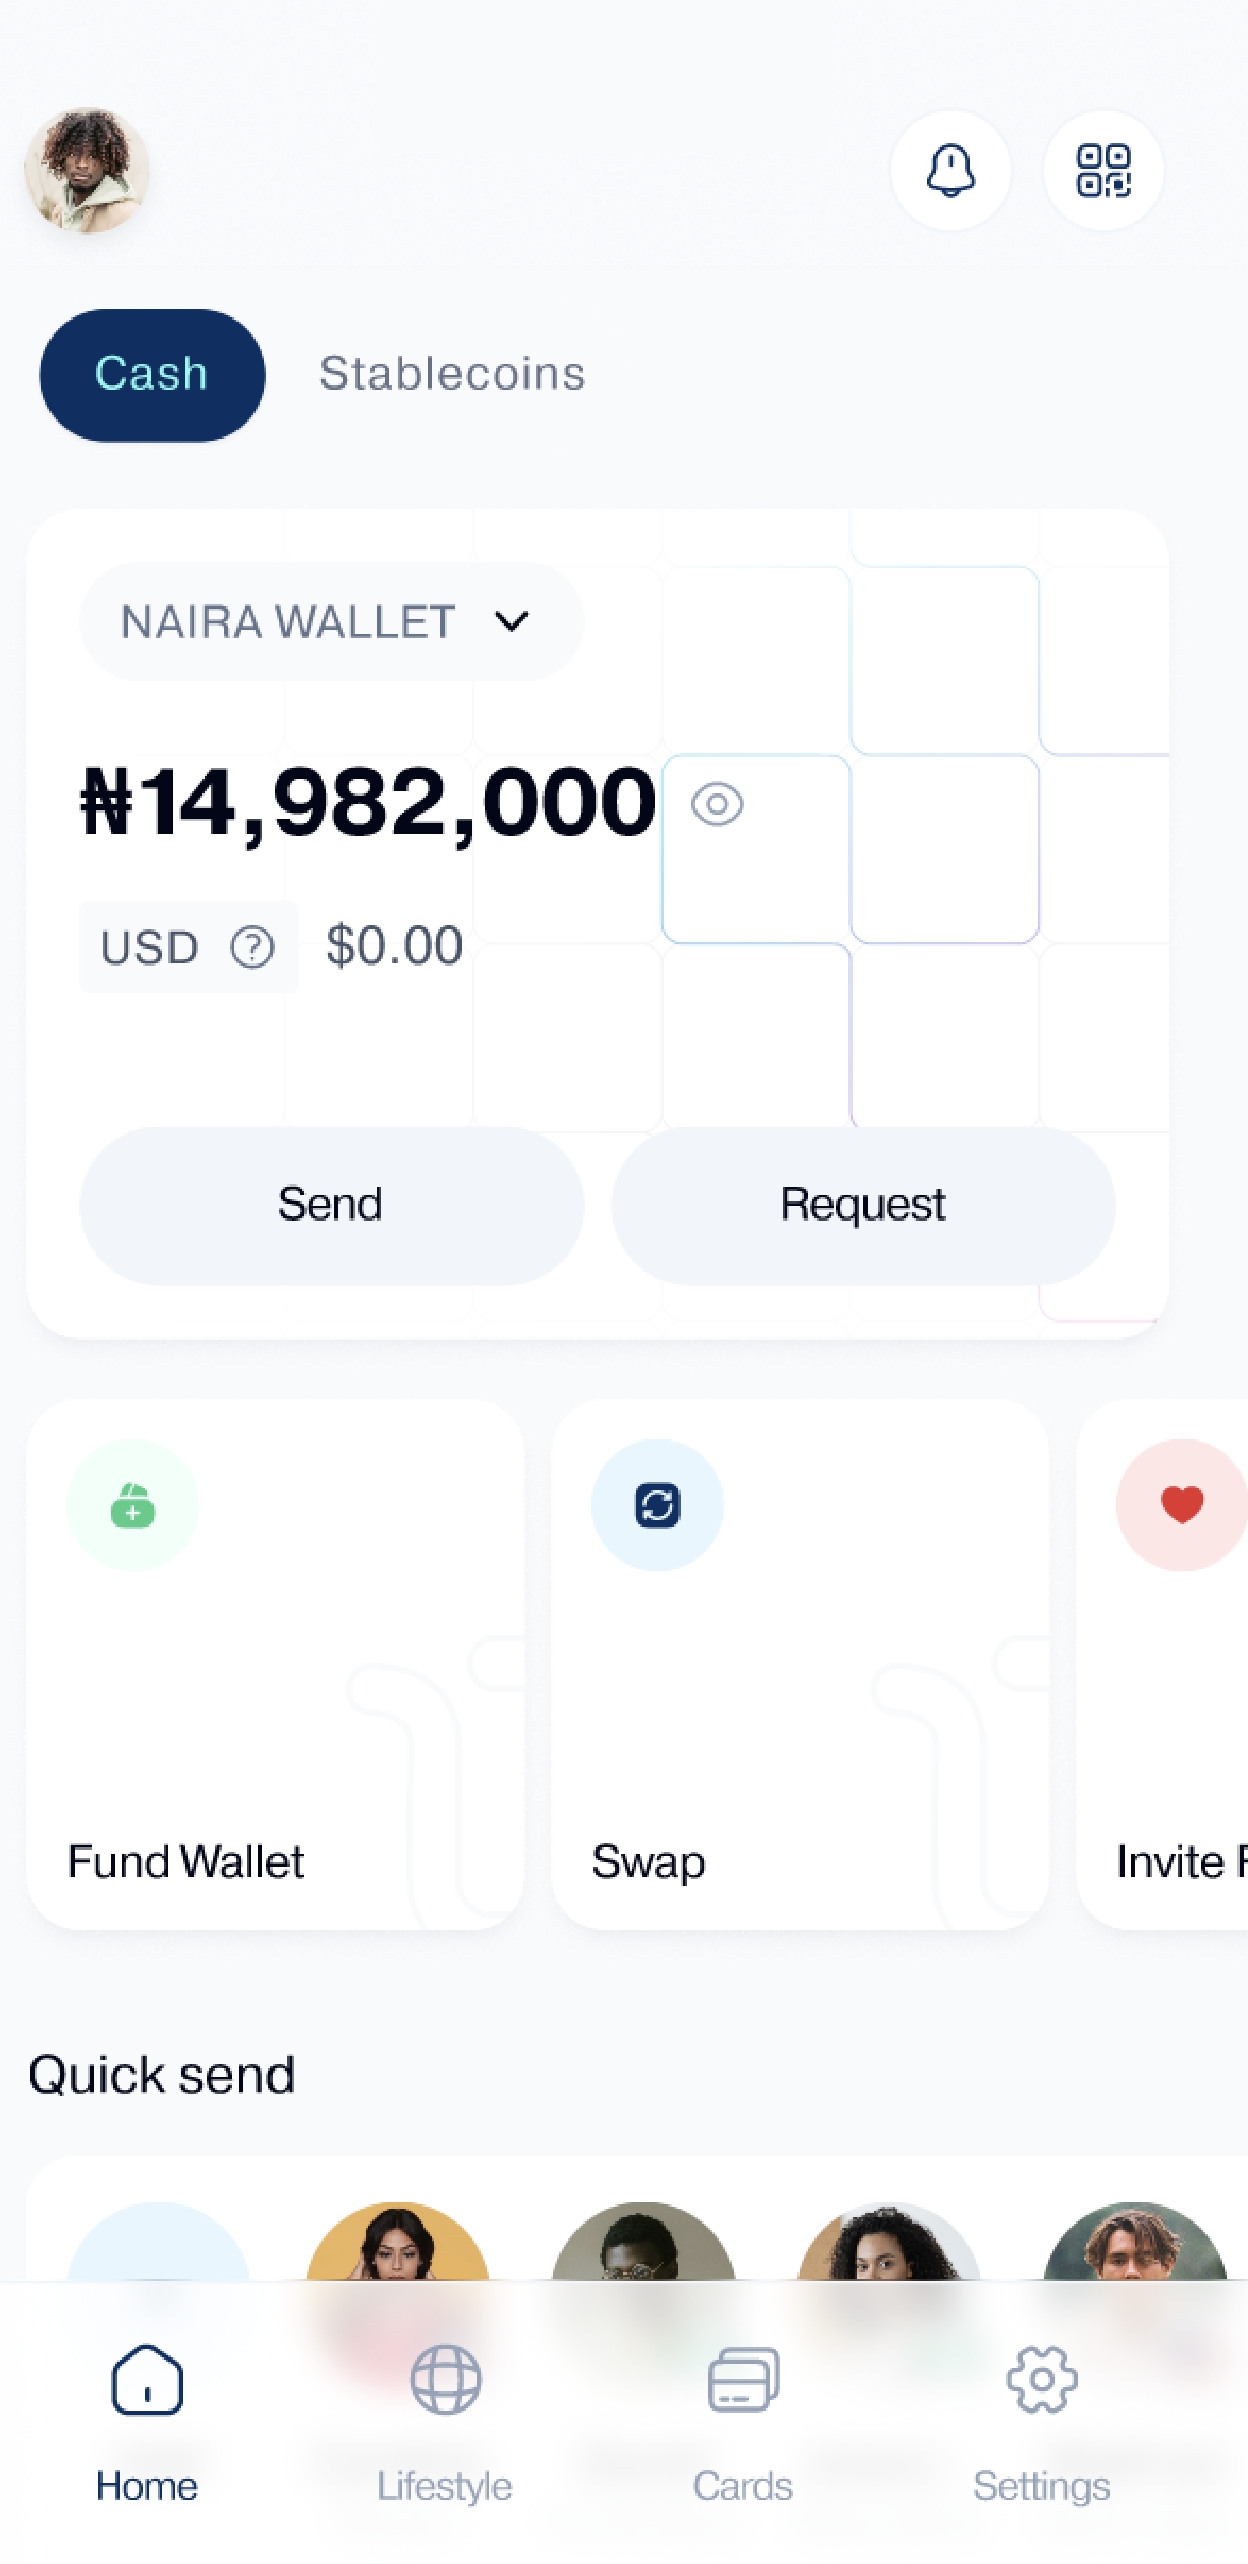 Cash Stablecoins
NAIRA WALLET
₦14,982,000
USD $0.00
Send Request
Fund Wallet Swap Invite
Quick send
Home Lifestyle Cards Settings